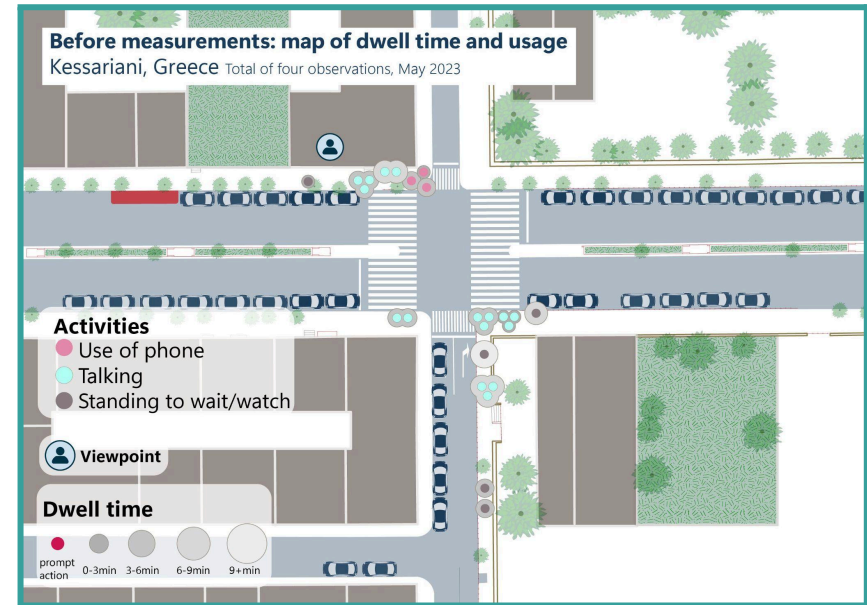 Before measurements: map of dwell time and usage
Kessariani, Greece Total of four observations, May 2023
Activities
Use of phone
Talking
Standing to wait/watch
Viewpoint
Dwell time
prompt action
0-3min
3-6min
6-9min
9+min